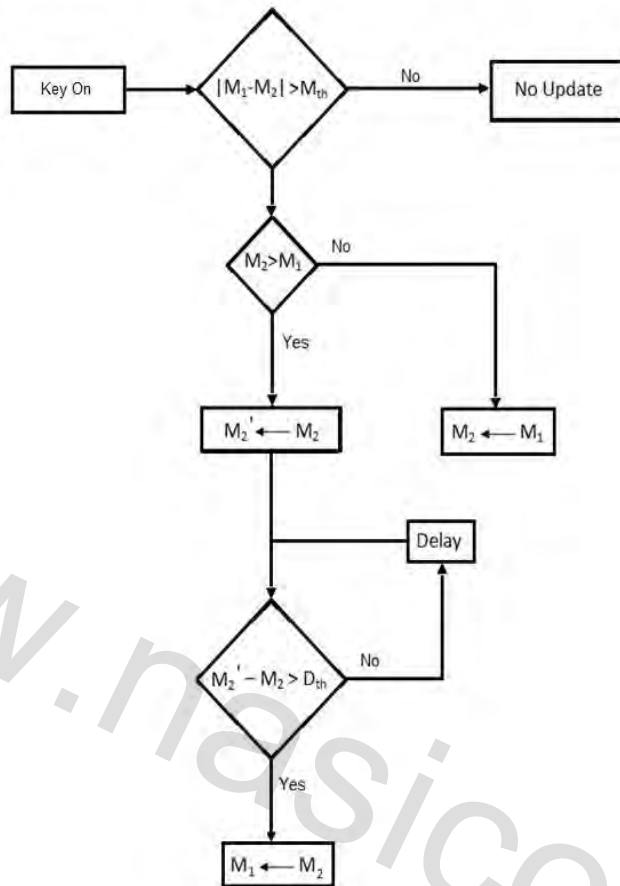 Key On
|M₁-M₂| >Mₜₕ
No
No Update
M₂>M₁
No
Yes
M₂' ← M₂
M₂ ← M₁
Delay
M₂' – M₂ > Dₜₕ
No
Yes
M₁ ← M₂
w.nasico